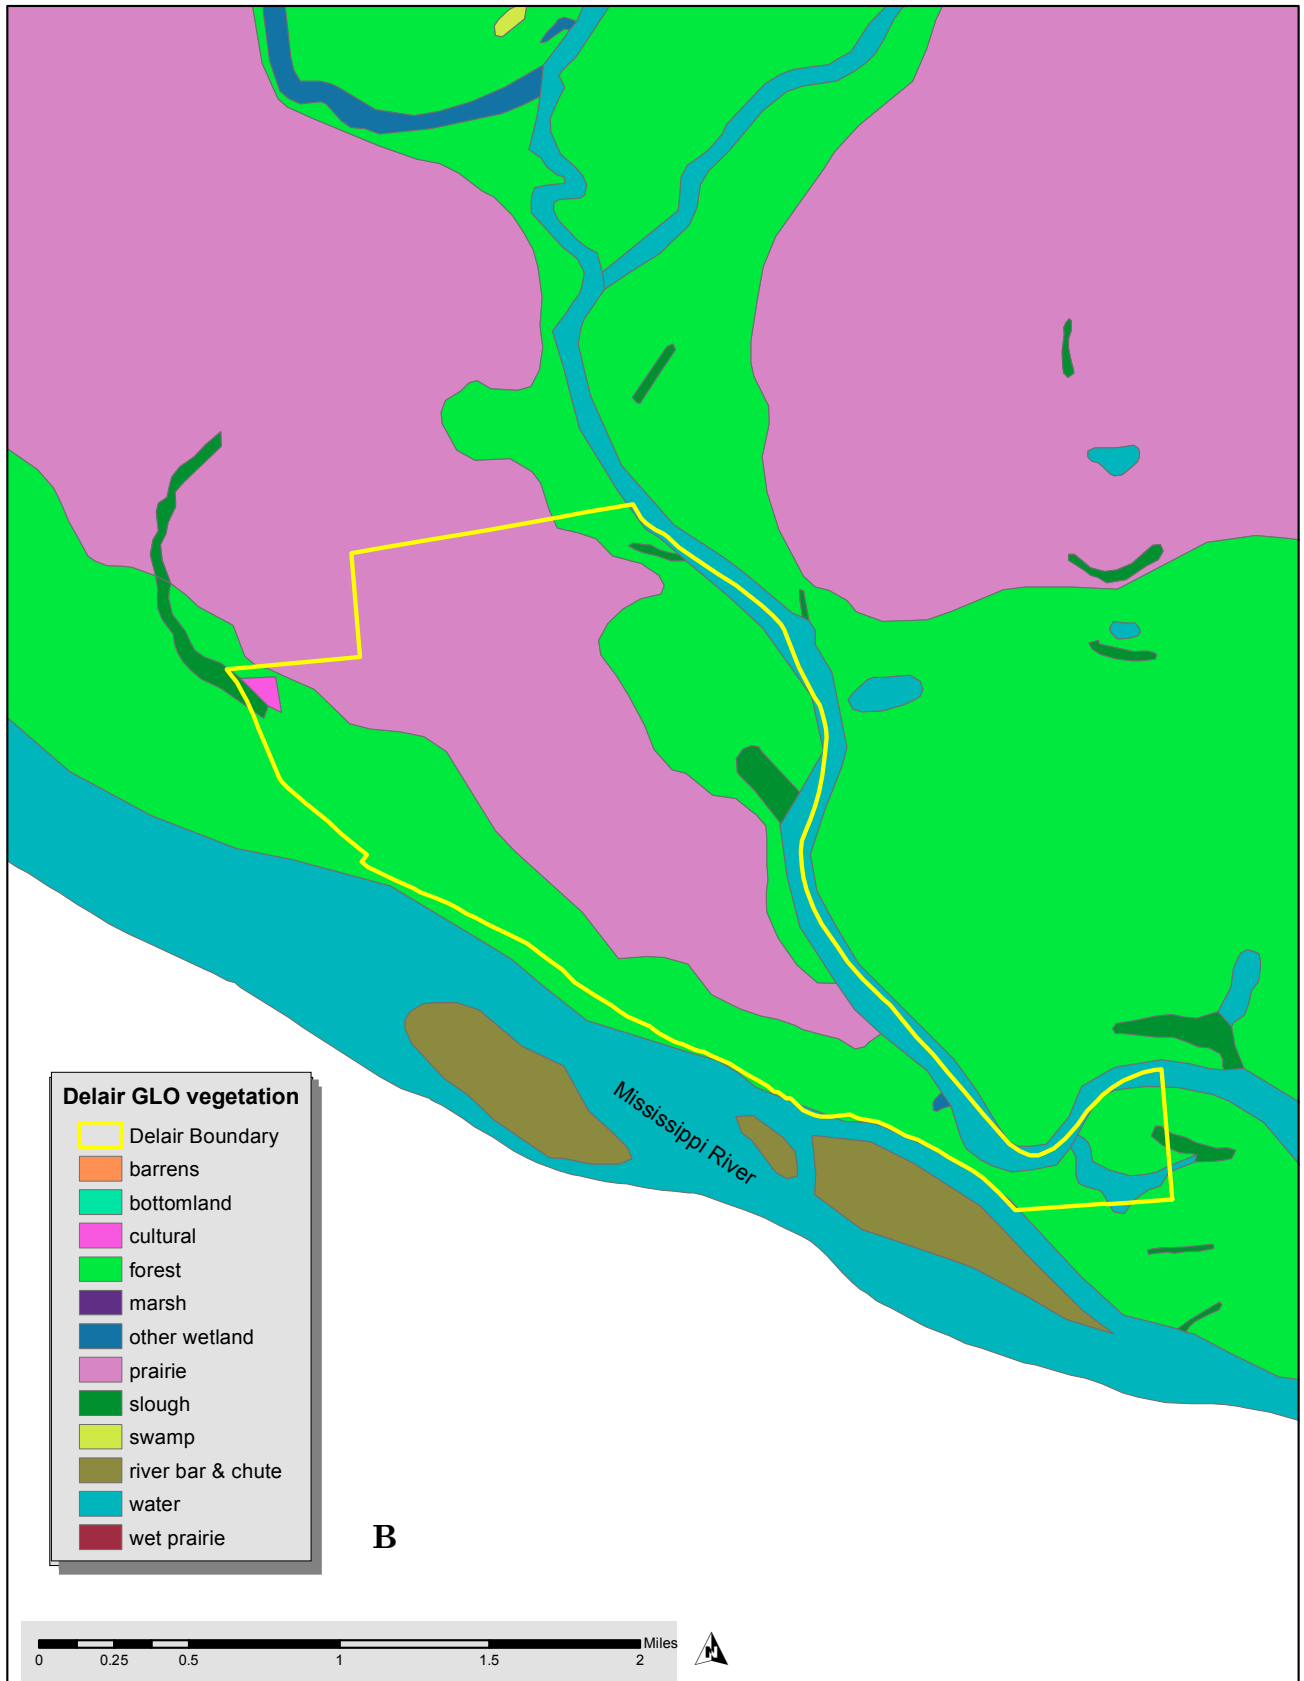 Mississippi River
Delair GLO vegetation
Delair Boundary
barrens
bottomland
cultural
forest
marsh
other wetland
prairie
slough
swamp
river bar & chute
water
wet prairie
B
Miles
0 0.25 0.5 1 1.5 2
N